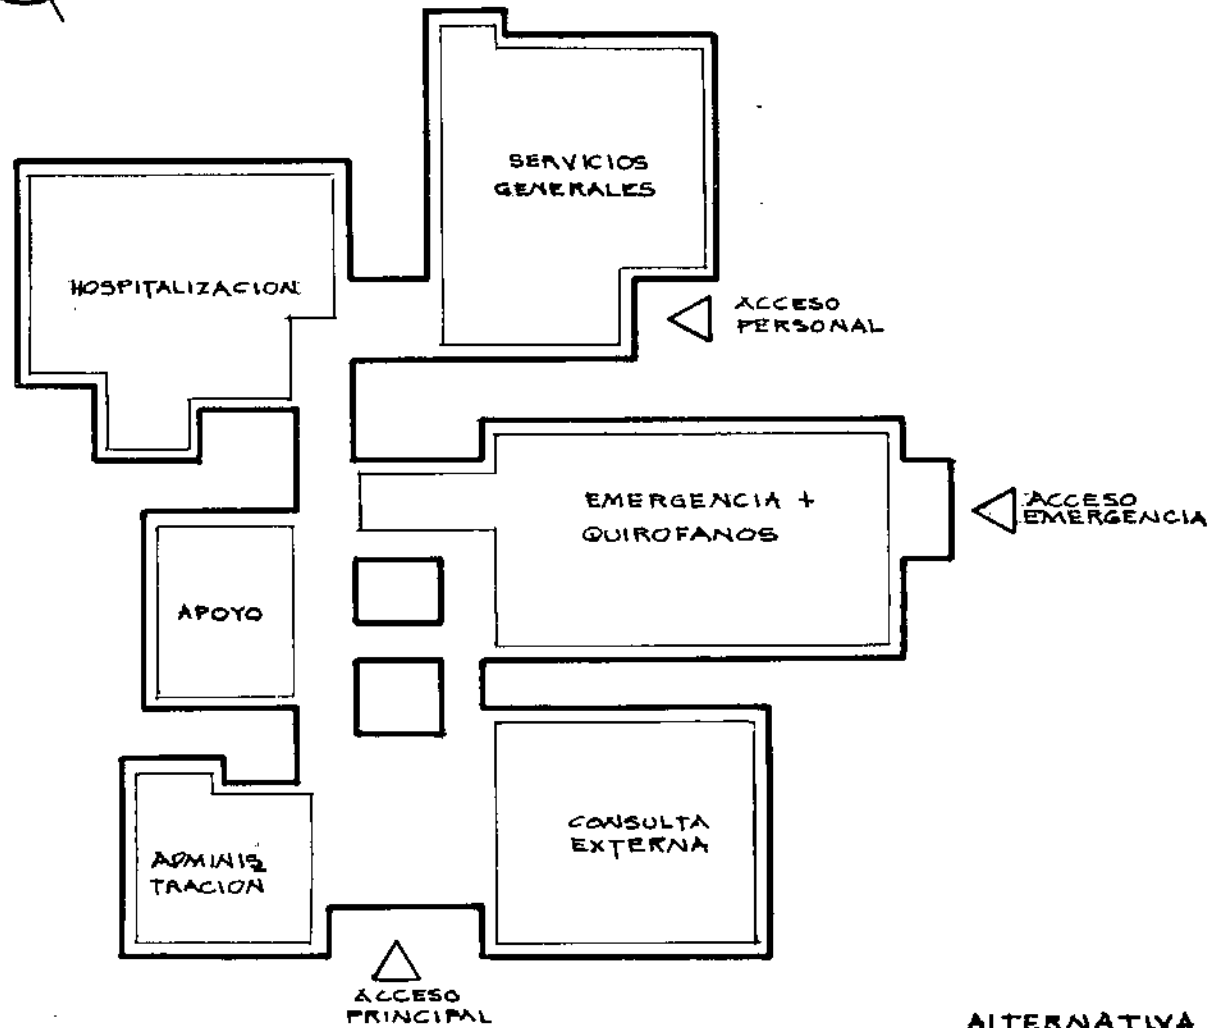 SERVICIOS
GENERALES
HOSPITALIZACION
ACCESO
PERSONAL
EMERGENCIA +
QUIROFANOS
ACCESO
EMERGENCIA
APOYO
CONSULTA
EXTERNA
ADMINIS
TRACION
ACCESO
PRINCIPAL
ALTERNATIVA